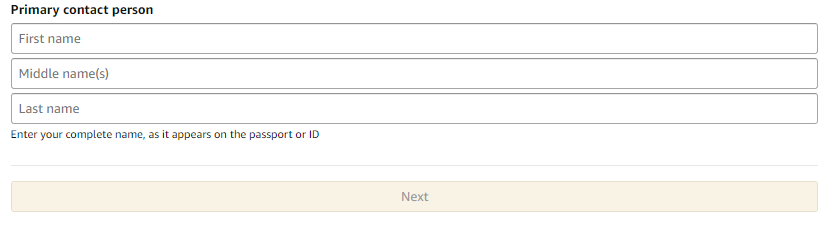 Primary contact person
First name
Middle name(s)
Last name
Enter your complete name, as it appears on the passport or ID
Next